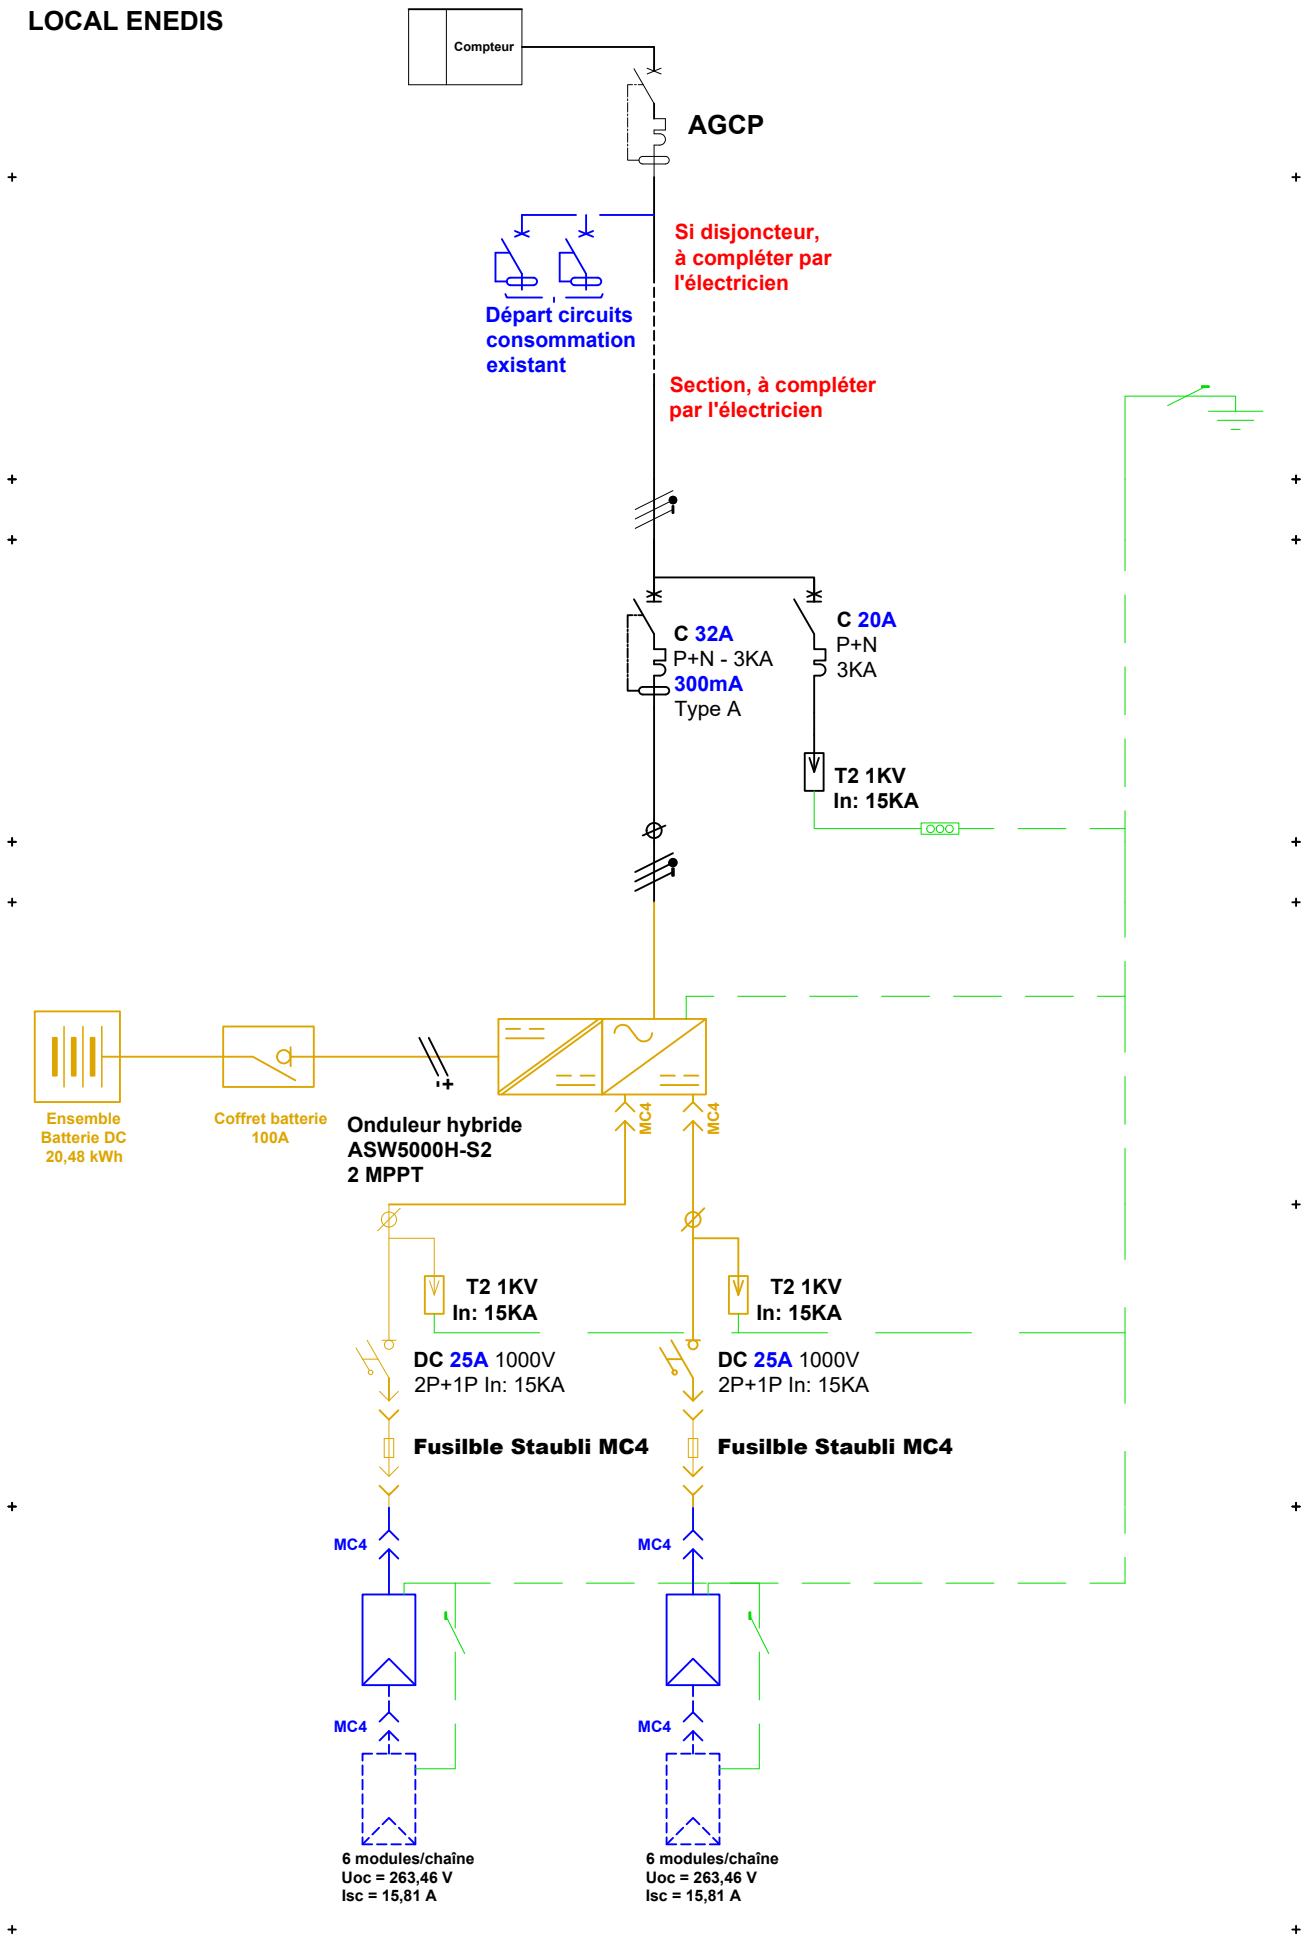 LOCAL ENEDIS
Compteur
AGCP
Si disjoncteur,
à compléter par
l'électricien
Départ circuits
consommation
existant
Section, à compléter
par l'électricien
C 32A
P+N - 3KA
300mA
Type A
C 20A
P+N
3KA
T2 1KV
In: 15KA
Ensemble
Batterie DC
20,48 kWh
Coffret batterie
100A
- +
Onduleur hybride
ASW5000H-S2
2 MPPT
MC4
MC4
T2 1KV
In: 15KA
T2 1KV
In: 15KA
DC 25A 1000V
2P+1P In: 15KA
DC 25A 1000V
2P+1P In: 15KA
Fusilble Staubli MC4
Fusilble Staubli MC4
MC4
MC4
MC4
MC4
6 modules/chaîne
Uoc = 263,46 V
Isc = 15,81 A
6 modules/chaîne
Uoc = 263,46 V
Isc = 15,81 A